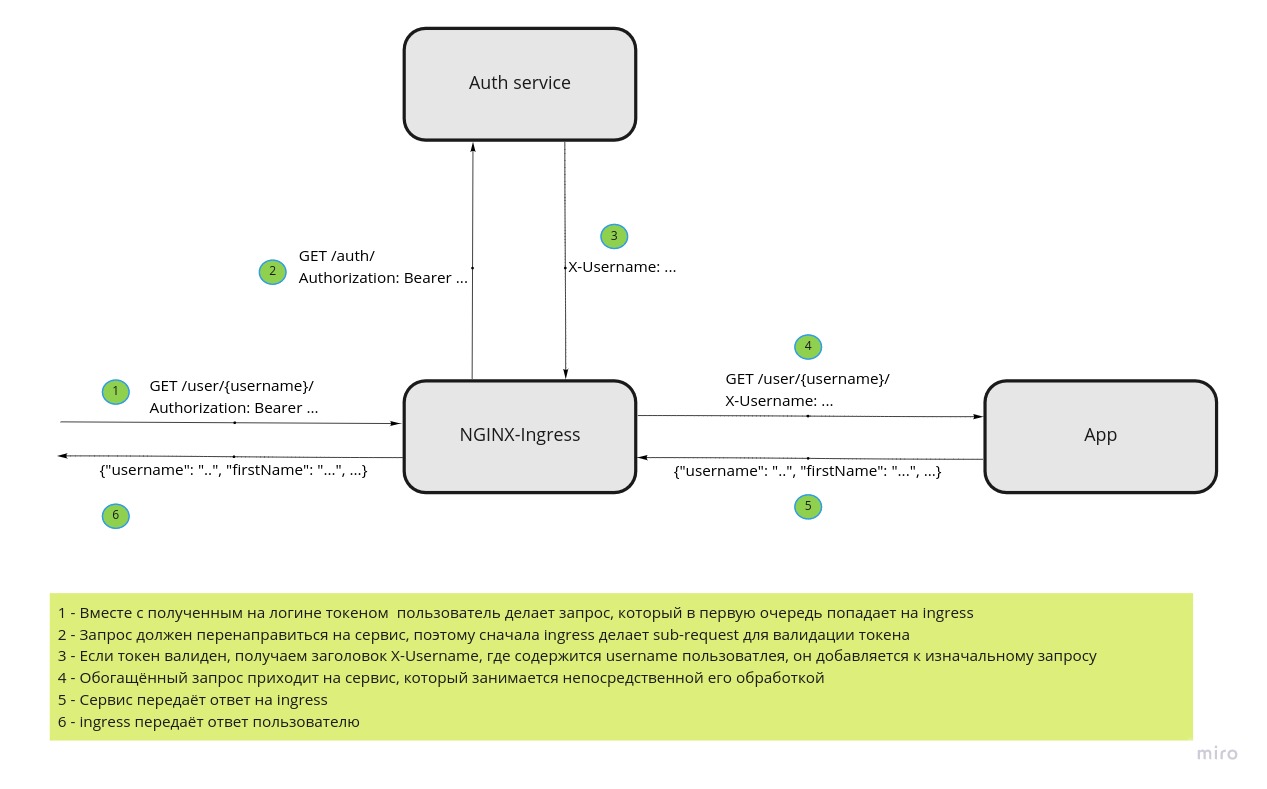 Auth service
3
GET /auth/
2
Authorization: Bearer ...
X-Username: ...
4
1
GET /user/{username}/
Authorization: Bearer ...
GET /user/{username}/
X-Username: ...
NGINX-Ingress
App
{"username": "..", "firstName": "...", ...}
{"username": "..", "firstName": "...", ...}
6
5
1 - Вместе с полученным на логине токеном  пользователь делает запрос, который в первую очередь попадает на ingress
2 - Запрос должен перенаправиться на сервис, поэтому сначала ingress делает sub-request для валидации токена
3 - Если токен валиден, получаем заголовок X-Username, где содержится username пользоватлея, он добавляется к изначальному запросу
4 - Обогащённый запрос приходит на сервис, который занимается непосредственной его обработкой
5 - Сервис передаёт ответ на ingress
6 - ingress передаёт ответ пользователю
miro